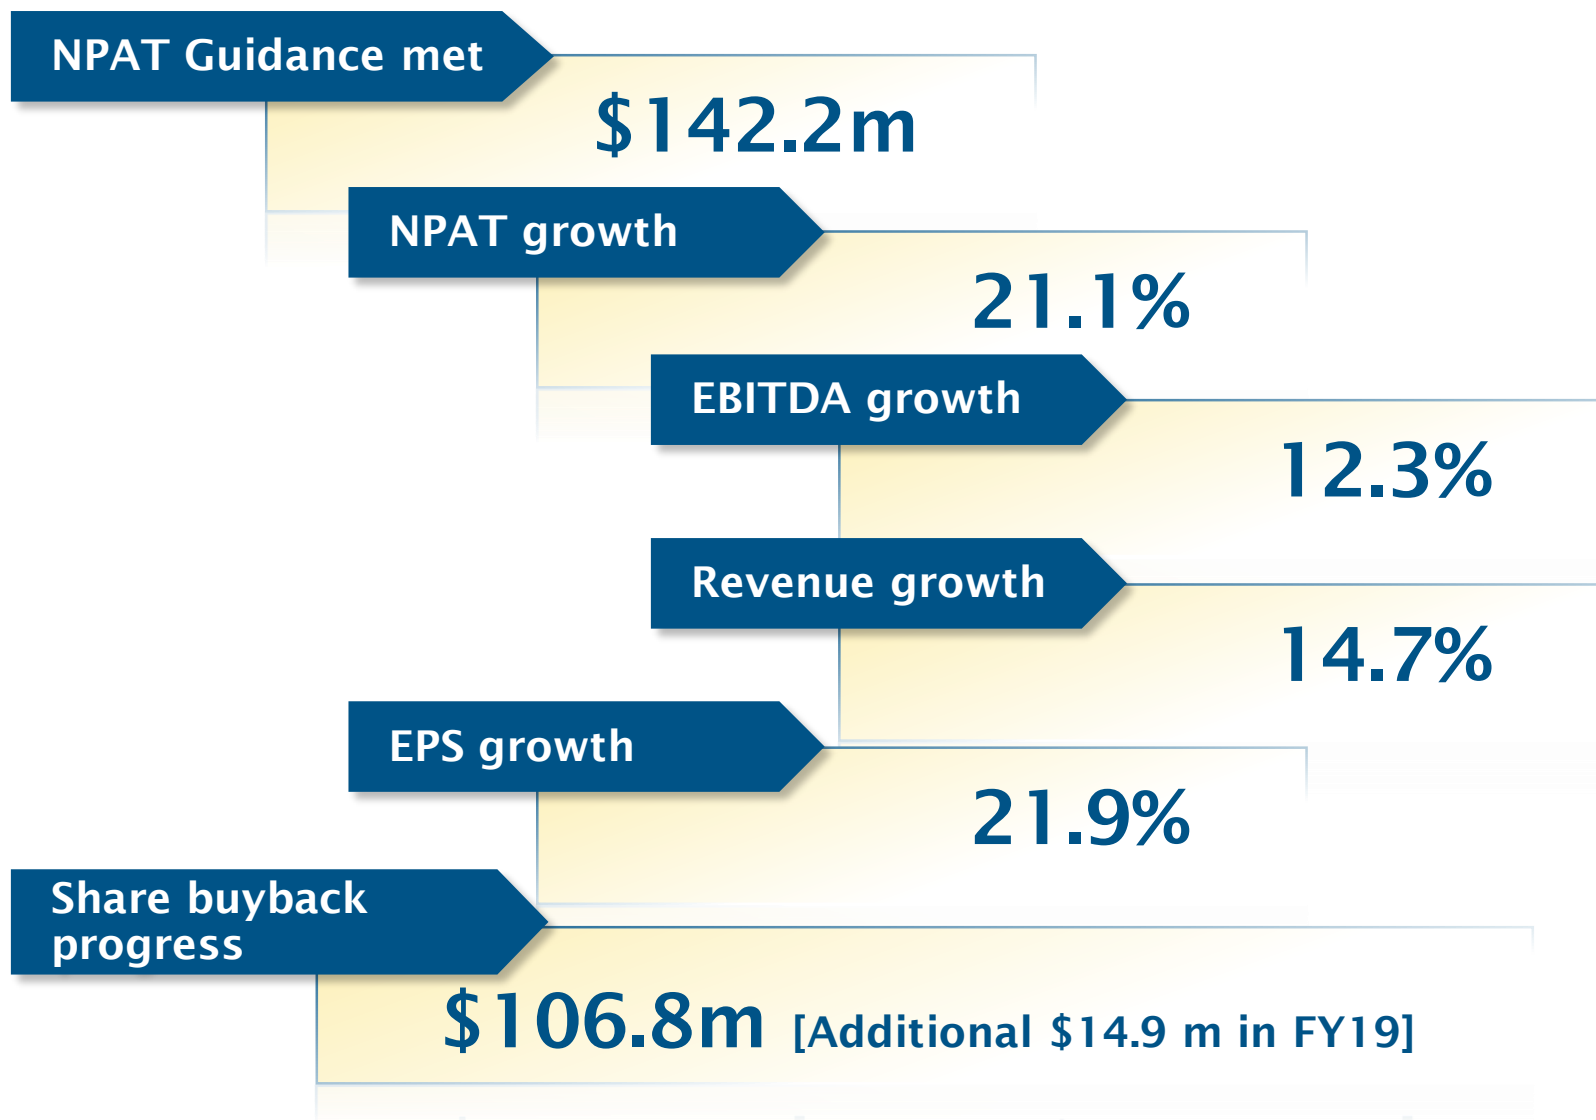 NPAT Guidance met
$142.2m
NPAT growth
21.1%
EBITDA growth
12.3%
Revenue growth
14.7%
EPS growth
21.9%
Share buyback
progress
$106.8m [Additional $14.9 m in FY19]